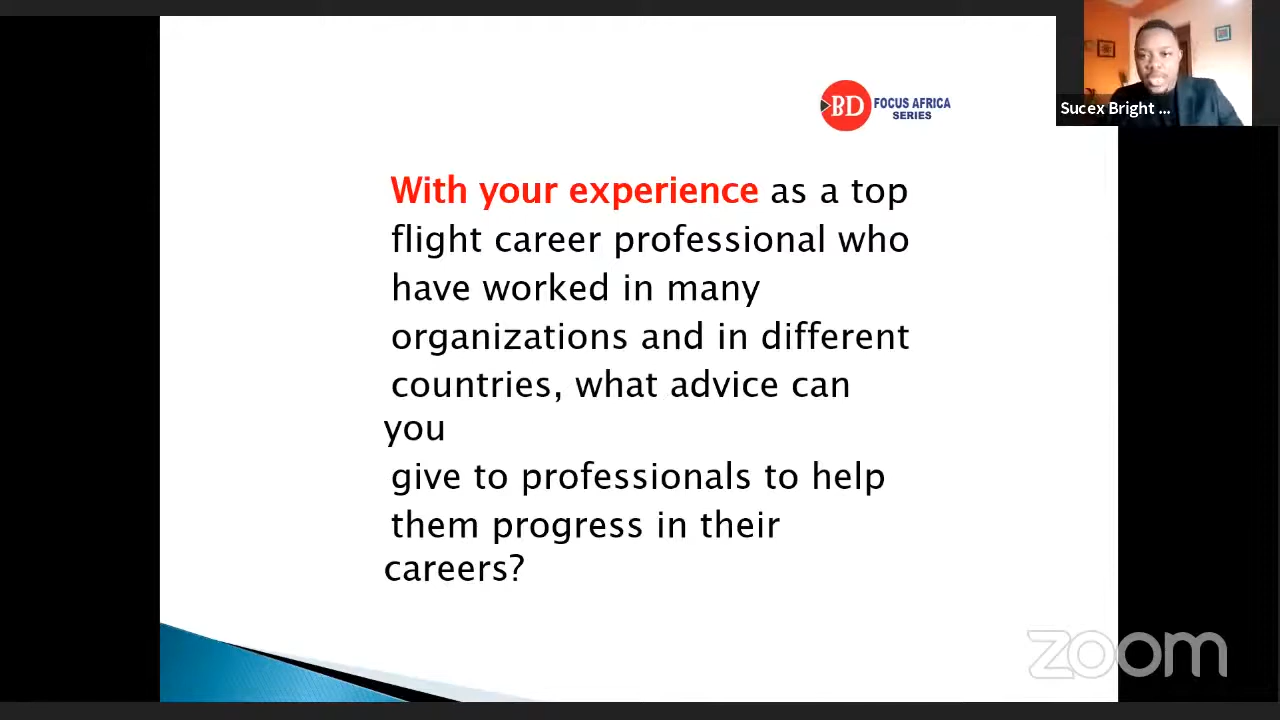 BD FOCUS AFRICA
SERIES
Sucex Bright ...
With your experience as a top
flight career professional who
have worked in many
organizations and in different
countries, what advice can
you
give to professionals to help
them progress in their
careers?
zoom